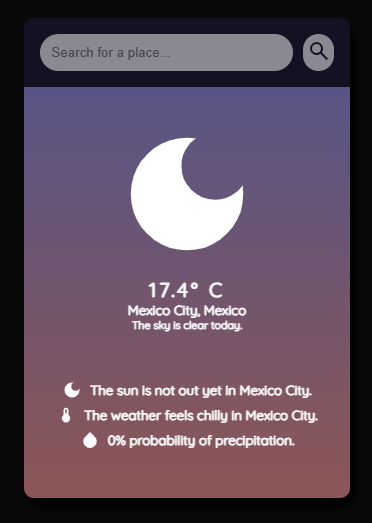 Search for a place...
17.4° C
Mexico City, Mexico
The sky is clear today.
The sun is not out yet in Mexico City.
The weather feels chilly in Mexico City.
0% probability of precipitation.